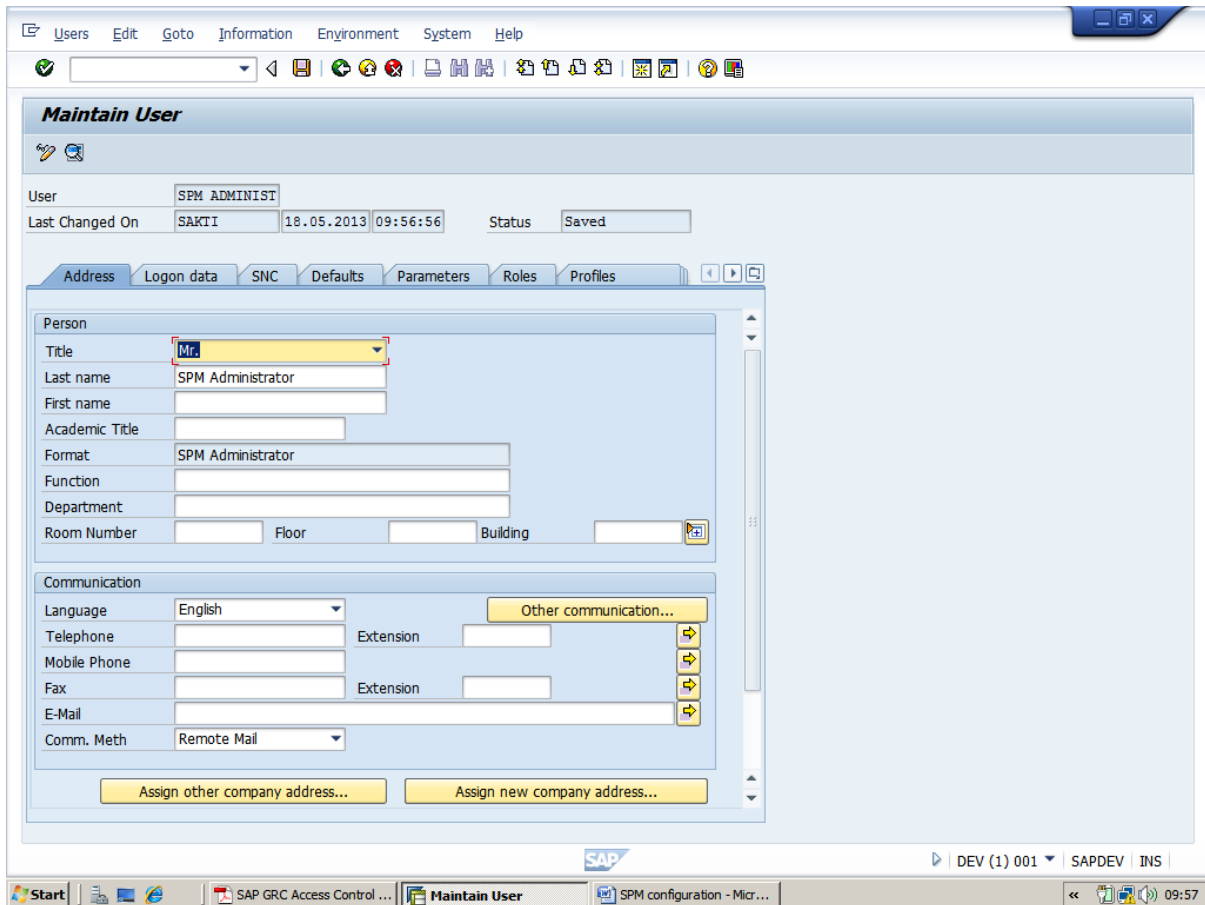 Users Edit Goto Information Environment System Help
Maintain User
User SPM ADMINIST
Last Changed On SAKTI 18.05.2013 09:56:56 Status Saved
Address Logon data SNC Defaults Parameters Roles Profiles
Person
Title Mr.
Last name SPM Administrator
First name
Academic Title
Format SPM Administrator
Function
Department
Room Number Floor Building
Communication
Language English Other communication...
Telephone Extension
Mobile Phone
Fax Extension
E-Mail
Comm. Meth Remote Mail
Assign other company address... Assign new company address...
SAP DEV (1) 001 SAPDEV INS
Start SAP GRC Access Control ... Maintain User SPM configuration - Micr... « 09:57